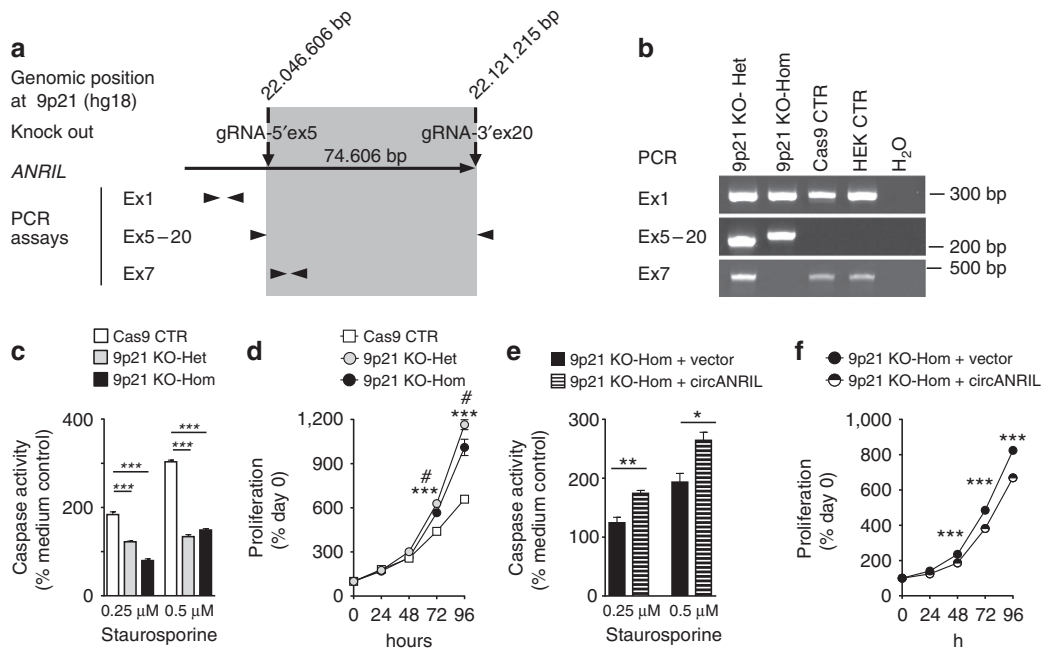 a
Genomic position
at 9p21 (hg18)
22.046.606 bp
22.121.215 bp
Knock out
gRNA-5′ex5
gRNA-3′ex20
74.606 bp
ANRIL
PCR
assays
Ex1
Ex5–20
Ex7
b
PCR
9p21 KO- Het
9p21 KO-Hom
Cas9 CTR
HEK CTR
H2O
Ex1
300 bp
Ex5–20
200 bp
Ex7
500 bp
c
Cas9 CTR
9p21 KO-Het
9p21 KO-Hom
Caspase activity
(% medium control)
400
200
0
***
***
***
***
0.25 μM
0.5 μM
Staurosporine
d
Cas9 CTR
9p21 KO-Het
9p21 KO-Hom
Proliferation
(% day 0)
1,200
900
600
300
0
#
***
#
***
0 24 48 72 96
hours
e
9p21 KO-Hom + vector
9p21 KO-Hom + circANRIL
Caspase activity
(% medium control)
300
200
100
0
**
*
0.25 μM
0.5 μM
Staurosporine
f
9p21 KO-Hom + vector
9p21 KO-Hom + circANRIL
Proliferation
(% day 0)
1,000
800
600
400
200
0
***
***
***
0 24 48 72 96
h